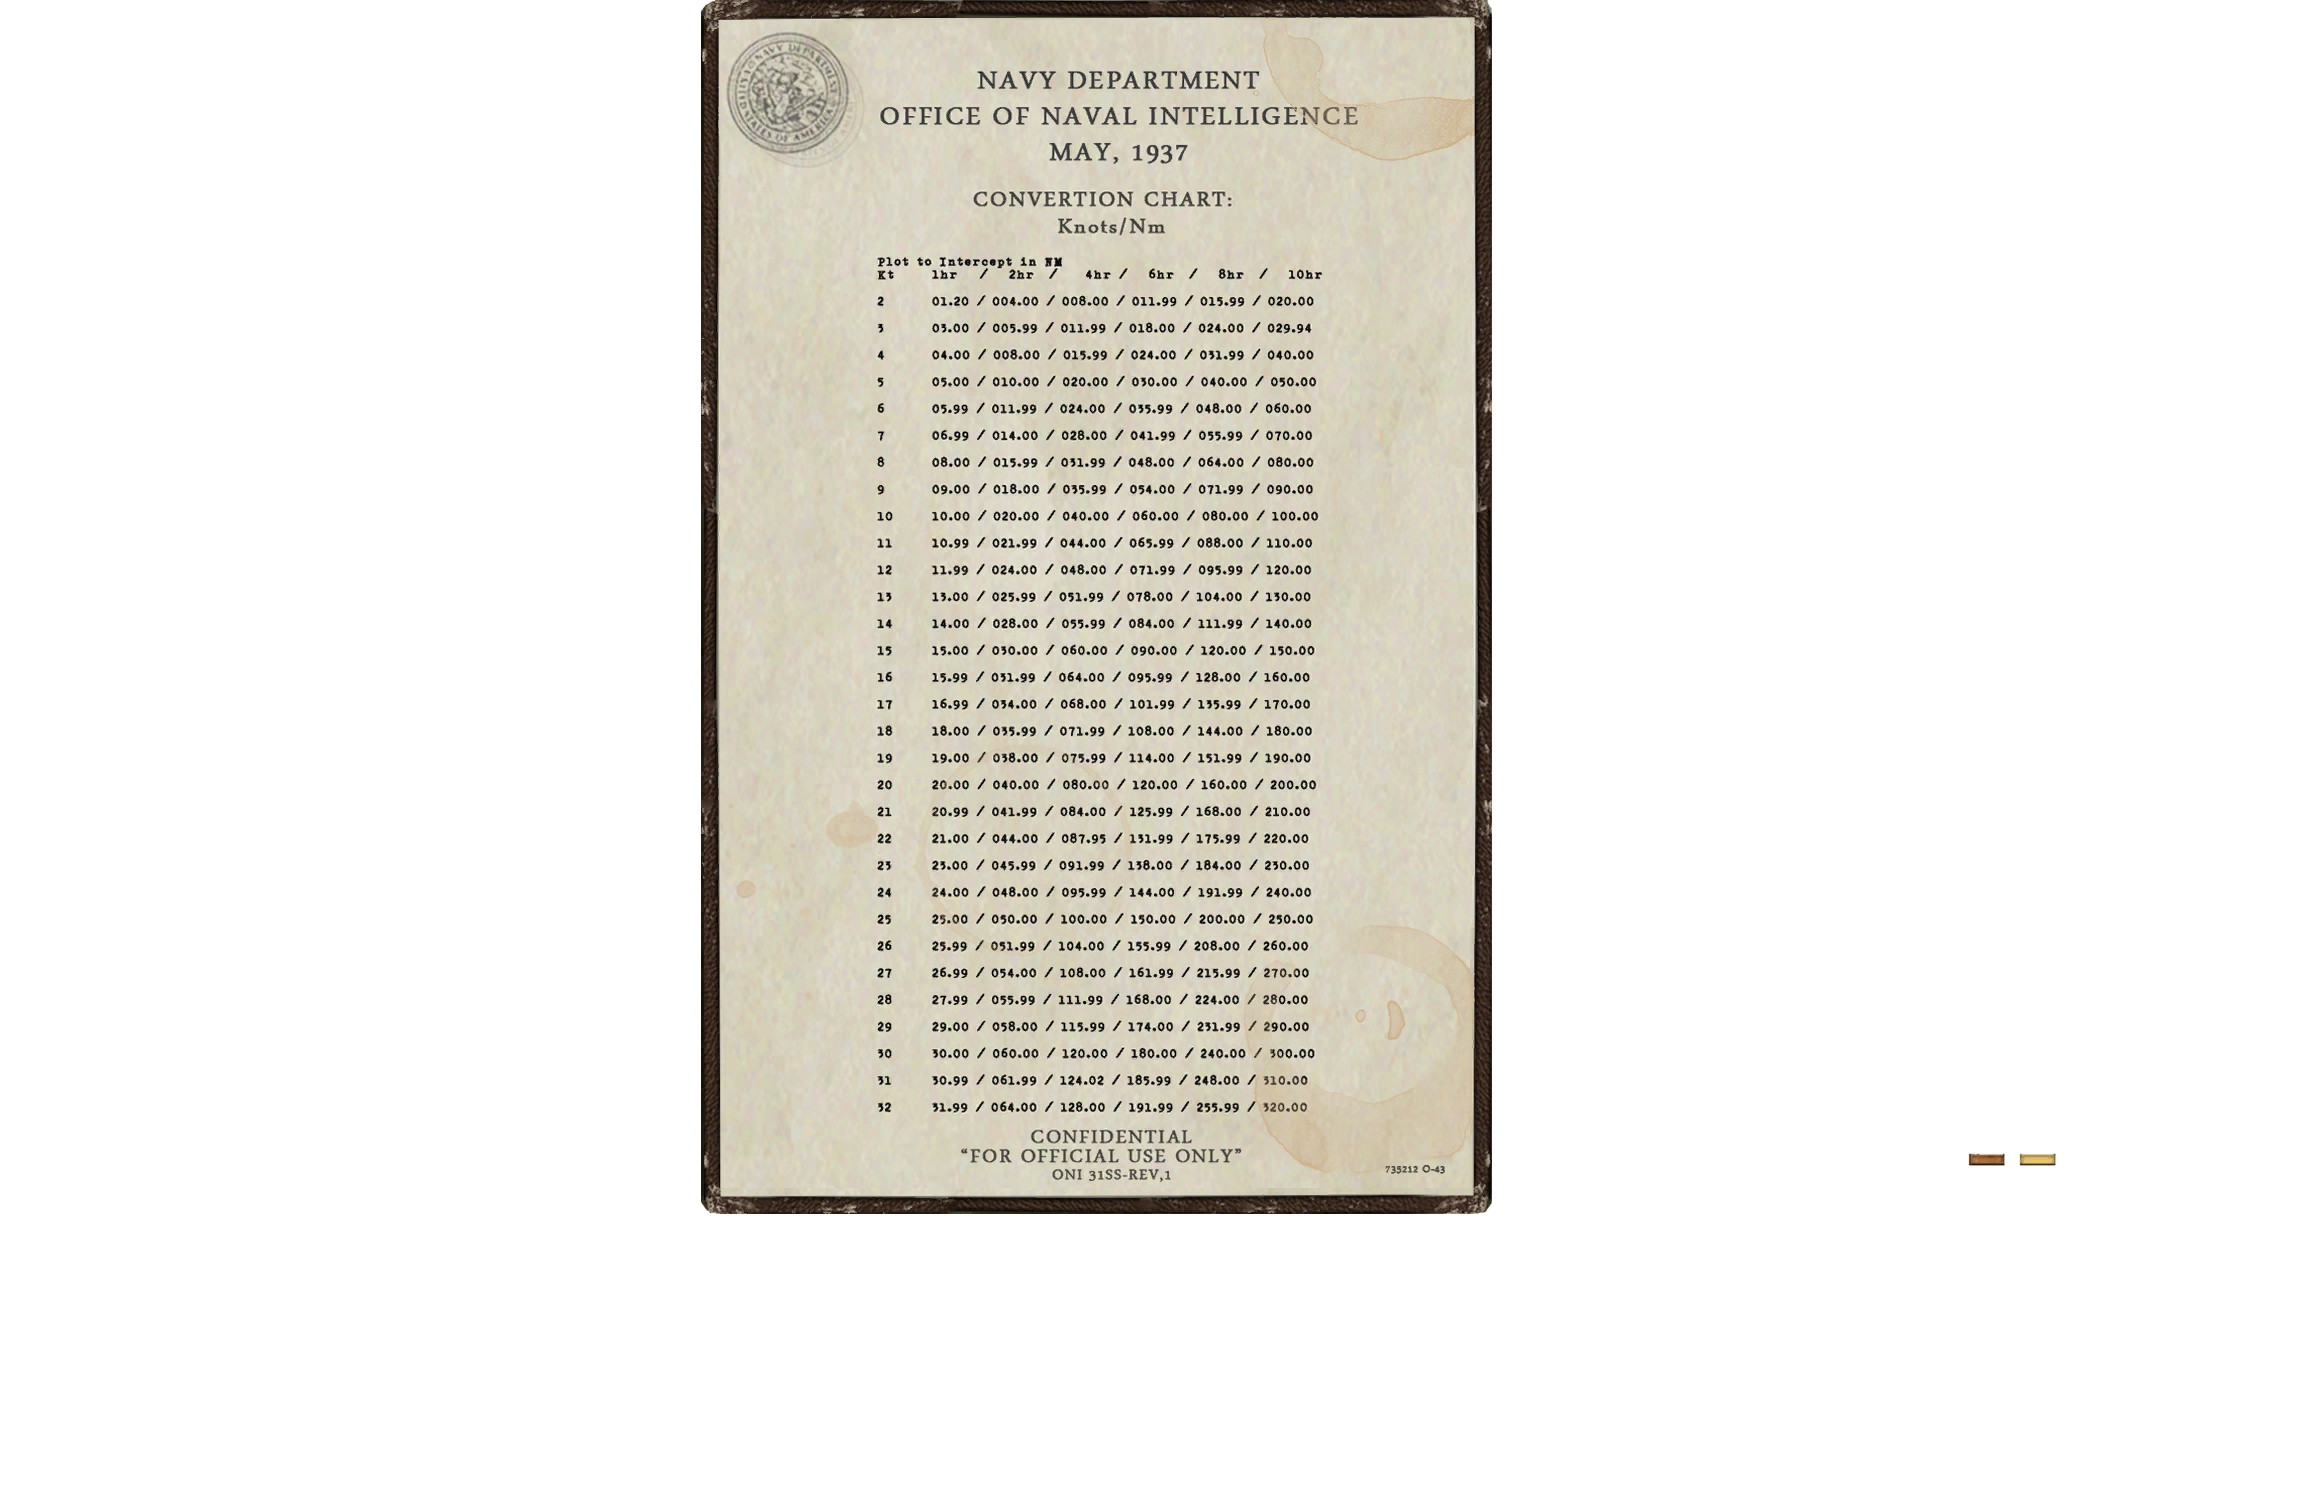 NAVY DEPARTMENT
OFFICE OF NAVAL INTELLIGENCE
MAY, 1937
CONVERTION CHART:
Knots/Nm
Plot to Intercept in NM
Kt 1hr / 2hr / 4hr / 6hr / 8hr / 10hr
2 01.20 / 004.00 / 008.00 / 011.99 / 015.99 / 020.00
3 03.00 / 005.99 / 011.99 / 018.00 / 024.00 / 029.94
4 04.00 / 008.00 / 015.99 / 024.00 / 031.99 / 040.00
5 05.00 / 010.00 / 020.00 / 030.00 / 040.00 / 050.00
6 05.99 / 011.99 / 024.00 / 035.99 / 048.00 / 060.00
7 06.99 / 014.00 / 028.00 / 041.99 / 055.99 / 070.00
8 08.00 / 015.99 / 031.99 / 048.00 / 064.00 / 080.00
9 09.00 / 018.00 / 035.99 / 054.00 / 071.99 / 090.00
10 10.00 / 020.00 / 040.00 / 060.00 / 080.00 / 100.00
11 10.99 / 021.99 / 044.00 / 065.99 / 088.00 / 110.00
12 11.99 / 024.00 / 048.00 / 071.99 / 095.99 / 120.00
13 13.00 / 025.99 / 051.99 / 078.00 / 104.00 / 130.00
14 14.00 / 028.00 / 055.99 / 084.00 / 111.99 / 140.00
15 15.00 / 030.00 / 060.00 / 090.00 / 120.00 / 150.00
16 15.99 / 031.99 / 064.00 / 095.99 / 128.00 / 160.00
17 16.99 / 034.00 / 068.00 / 101.99 / 135.99 / 170.00
18 18.00 / 035.99 / 071.99 / 108.00 / 144.00 / 180.00
19 19.00 / 038.00 / 075.99 / 114.00 / 151.99 / 190.00
20 20.00 / 040.00 / 080.00 / 120.00 / 160.00 / 200.00
21 20.99 / 041.99 / 084.00 / 125.99 / 168.00 / 210.00
22 21.00 / 044.00 / 087.95 / 131.99 / 175.99 / 220.00
23 23.00 / 045.99 / 091.99 / 138.00 / 184.00 / 230.00
24 24.00 / 048.00 / 095.99 / 144.00 / 191.99 / 240.00
25 25.00 / 050.00 / 100.00 / 150.00 / 200.00 / 250.00
26 25.99 / 051.99 / 104.00 / 155.99 / 208.00 / 260.00
27 26.99 / 054.00 / 108.00 / 161.99 / 215.99 / 270.00
28 27.99 / 055.99 / 111.99 / 168.00 / 224.00 / 280.00
29 29.00 / 058.00 / 115.99 / 174.00 / 231.99 / 290.00
30 30.00 / 060.00 / 120.00 / 180.00 / 240.00 / 300.00
31 30.99 / 061.99 / 124.02 / 185.99 / 248.00 / 310.00
32 31.99 / 064.00 / 128.00 / 191.99 / 255.99 / 320.00
CONFIDENTIAL
“FOR OFFICIAL USE ONLY”
ONI 31SS-REV,1
735212 O-43
NAVY DEPARTMENT
UNITED STATES OF AMERICA